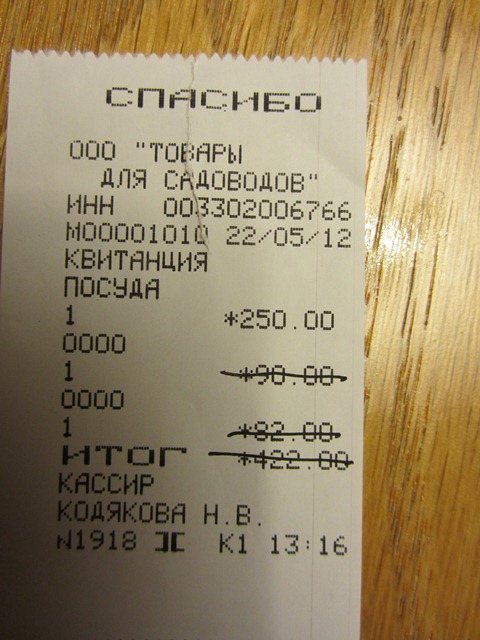 СПАСИБО
ООО "ТОВАРЫ
ДЛЯ САДОВОДОВ"
ИНН 003302006766
М00001010 22/05/12
КВИТАНЦИЯ
ПОСУДА
1 *250.00
0000
1 *90.00
0000
1 *82.00
ИТОГ *422.00
КАССИР
КОДЯКОВА Н.В.
N1918 К1 13:16